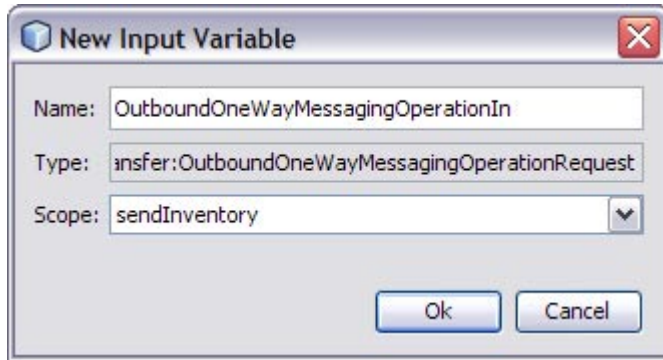 New Input Variable
Name: OutboundOneWayMessagingOperationIn
Type: ansfer:OutboundOneWayMessagingOperationRequest
Scope: sendInventory
Ok Cancel